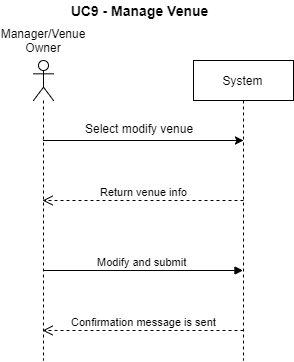 UC9 - Manage Venue
Manager/Venue
Owner
System
Select modify venue
Return venue info
Modify and submit
Confirmation message is sent